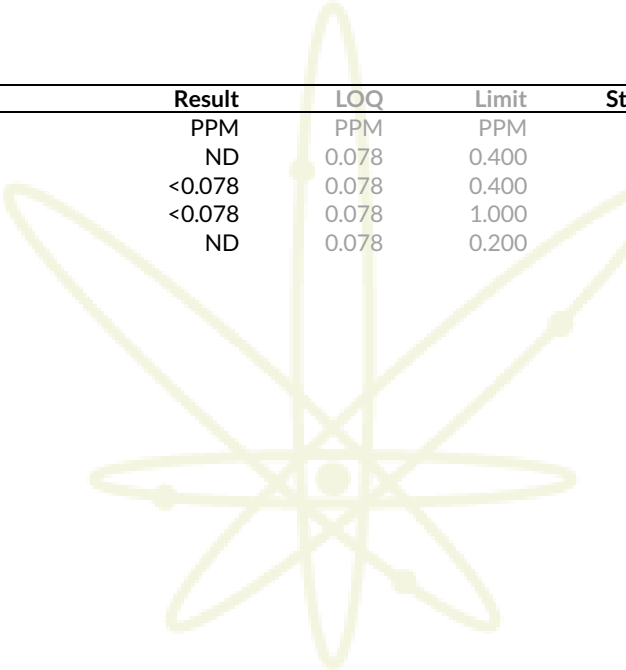 Result LOQ Limit St
PPM PPM PPM
ND 0.078 0.400
<0.078 0.078 0.400
<0.078 0.078 1.000
ND 0.078 0.200